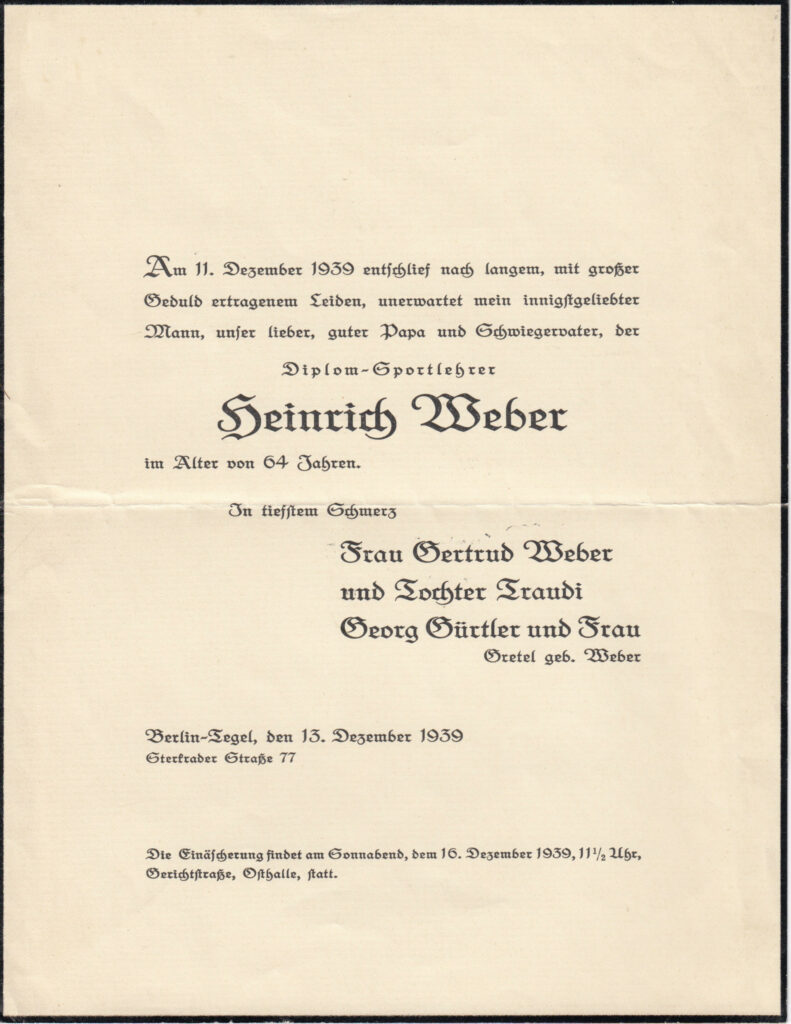 Am 11. Dezember 1939 entschlief nach langem, mit großer
Geduld ertragenem Leiden, unerwartet mein innigstgeliebter
Mann, unser lieber, guter Papa und Schwiegervater, der
Diplom-Sportlehrer
Heinrich Weber
im Alter von 64 Jahren.
In tiefstem Schmerz
Frau Gertrud Weber
und Tochter Traudi
Georg Gürtler und Frau
Gretel geb. Weber
Berlin-Tegel, den 13. Dezember 1939
Sterkrader Straße 77
Die Einäscherung findet am Sonnabend, dem 16. Dezember 1939, 11½ Uhr,
Gerichtstraße, Osthalle, statt.